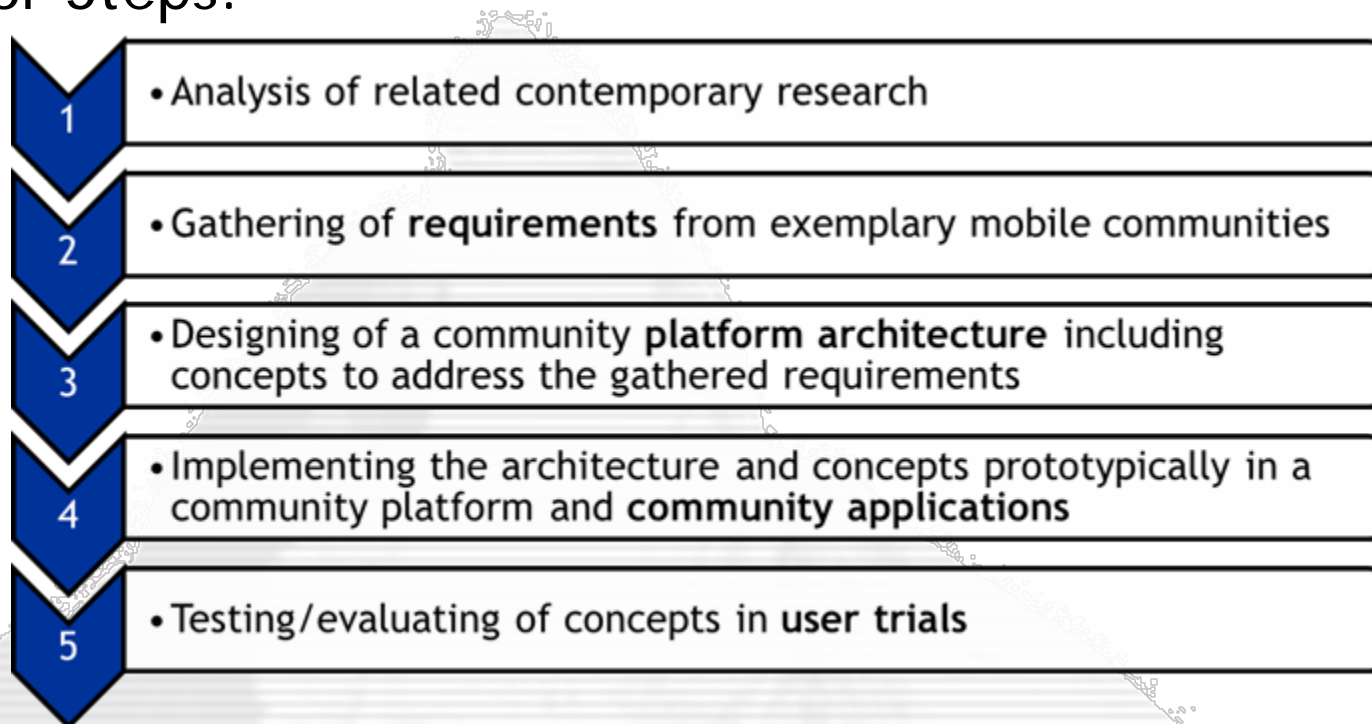 Steps:
1
• Analysis of related contemporary research
2
• Gathering of requirements from exemplary mobile communities
3
• Designing of a community platform architecture including
concepts to address the gathered requirements
4
• Implementing the architecture and concepts prototypically in a
community platform and community applications
5
• Testing/evaluating of concepts in user trials